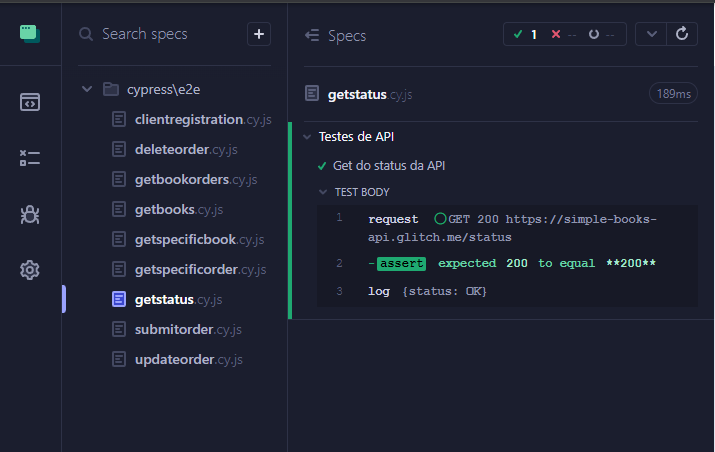 Search specs
+
cypress\e2e
clientregistration.cy.js
deleteorder.cy.js
getbookorders.cy.js
getbooks.cy.js
getspecificbook.cy.js
getspecificorder.cy.js
getstatus.cy.js
submitorder.cy.js
updateorder.cy.js
Specs
1 -- --
getstatus.cy.js
189ms
Testes de API
Get do status da API
TEST BODY
1 request GET 200 https://simple-books-
api.glitch.me/status
2 -assert expected 200 to equal **200**
3 log {status: OK}